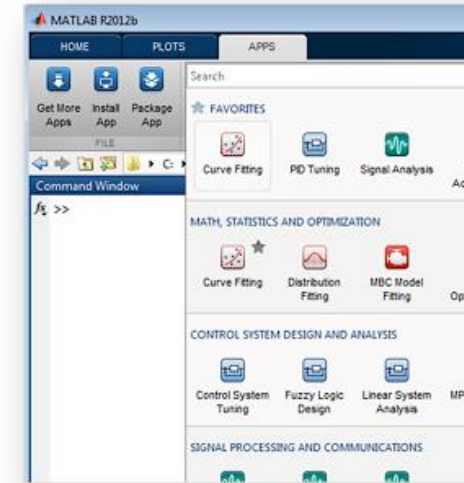 MATLAB R2012b
HOME PLOTS APPS
Get More Apps
Install App
Package App
FILE
Search
FAVORITES
Curve Fitting
PID Tuning
Signal Analysis
C:
Command Window
fx >>
MATH, STATISTICS AND OPTIMIZATION
Curve Fitting
Distribution Fitting
MBC Model Fitting
CONTROL SYSTEM DESIGN AND ANALYSIS
Control System Tuning
Fuzzy Logic Design
Linear System Analysis
SIGNAL PROCESSING AND COMMUNICATIONS